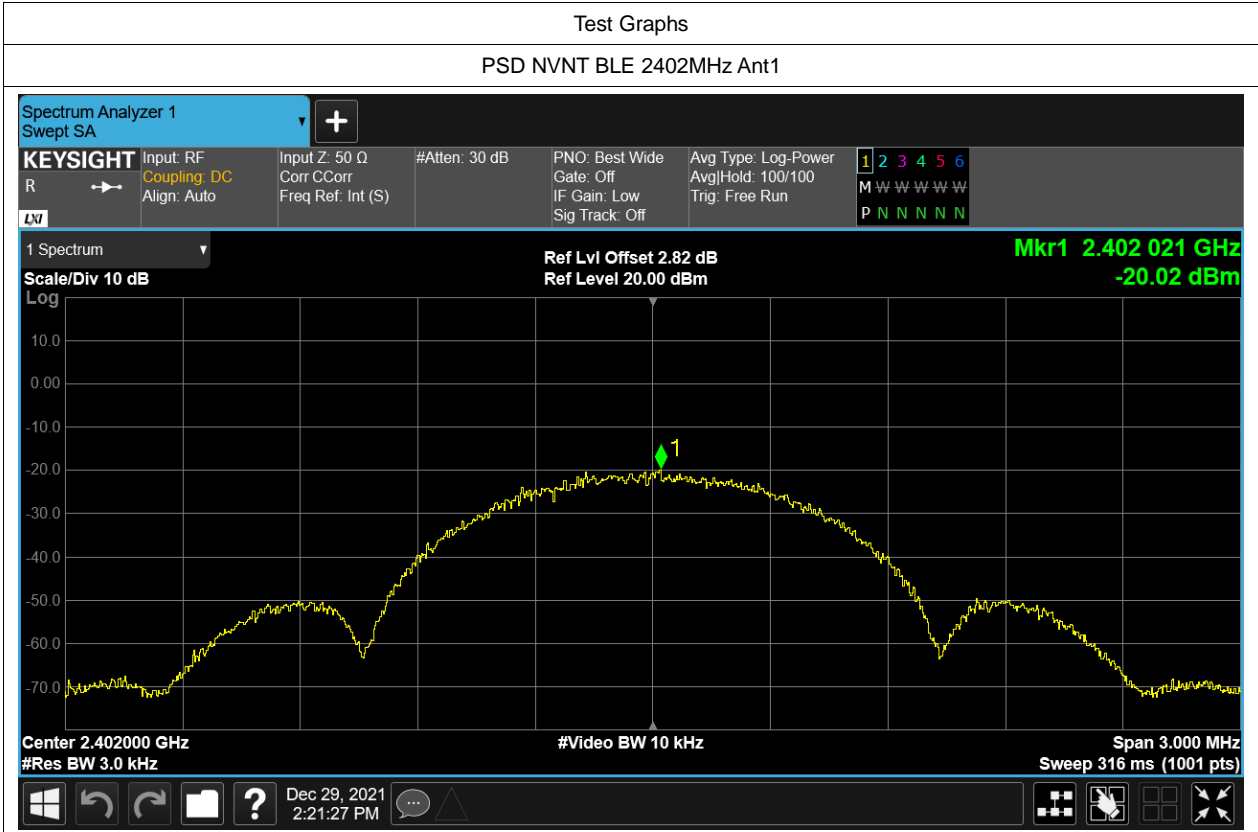 Test Graphs
PSD NVNT BLE 2402MHz Ant1
Spectrum Analyzer 1
Swept SA
KEYSIGHT
R
LXI
Input: RF
Coupling: DC
Align: Auto
Input Z: 50 Ω
Corr CCorr
Freq Ref: Int (S)
#Atten: 30 dB
PNO: Best Wide
Gate: Off
IF Gain: Low
Sig Track: Off
Avg Type: Log-Power
Avg|Hold: 100/100
Trig: Free Run
1 2 3 4 5 6
M W W W W W
P N N N N N
1 Spectrum
Scale/Div 10 dB
Ref Lvl Offset 2.82 dB
Ref Level 20.00 dBm
Mkr1 2.402 021 GHz
-20.02 dBm
Log
10.0
0.00
-10.0
1
-20.0
-30.0
-40.0
-50.0
-60.0
-70.0
Center 2.402000 GHz
#Video BW 10 kHz
Span 3.000 MHz
#Res BW 3.0 kHz
Sweep 316 ms (1001 pts)
?
Dec 29, 2021
2:21:27 PM